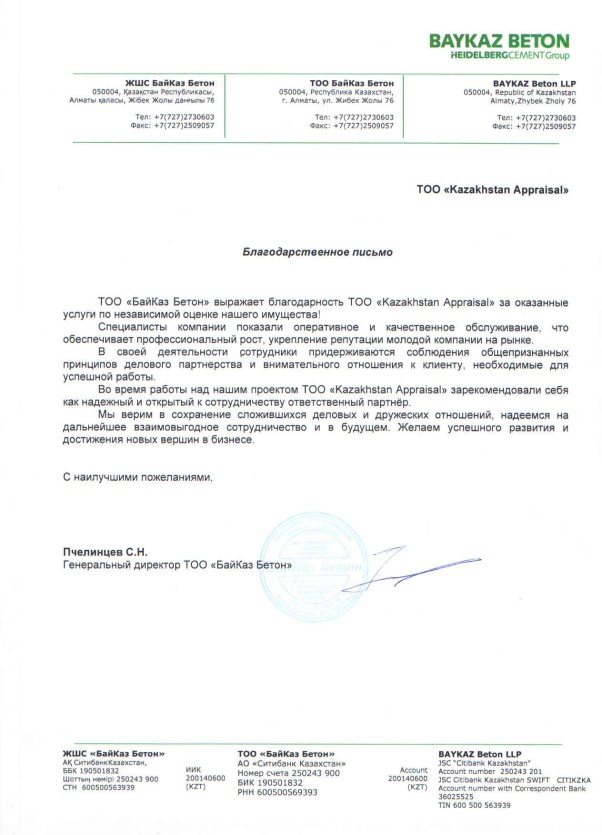 BAYKAZ BETON
HEIDELBERGCEMENT Group
ЖШС БайКаз Бетон
050004, Қазақстан Республикасы,
Алматы қаласы, Жібек Жолы даңғылы 76
Тел: +7(727)2730603
Факс: +7(727)2509057
ТОО БайКаз Бетон
050004, Республика Казахстан,
г. Алматы, ул. Жибек Жолы 76
Тел: +7(727)2730603
Факс: +7(727)2509057
BAYKAZ Beton LLP
050004, Republic of Kazakhstan
Almaty,Zhybek Zholy 76
Тел: +7(727)2730603
Факс: +7(727)2509057
ТОО «Kazakhstan Appraisal»
Благодарственное письмо
ТОО «БайКаз Бетон» выражает благодарность ТОО «Kazakhstan Appraisal» за оказанные
услуги по независимой оценке нашего имущества!
Специалисты компании показали оперативное и качественное обслуживание, что
обеспечивает профессиональный рост, укрепление репутации молодой компании на рынке.
В своей деятельности сотрудники придерживаются соблюдения общепризнанных
принципов делового партнерства и внимательного отношения к клиенту, необходимые для
успешной работы.
Во время работы над нашим проектом ТОО «Kazakhstan Appraisal» зарекомендовали себя
как надежный и открытый к сотрудничеству ответственный партнёр.
Мы верим в сохранение сложившихся деловых и дружеских отношений, надеемся на
дальнейшее взаимовыгодное сотрудничество и в будущем. Желаем успешного развития и
достижения новых вершин в бизнесе.
С наилучшими пожеланиями,
Пчелинцев С.Н.
Генеральный директор ТОО «БайКаз Бетон»
ЖШС «БайКаз Бетон»
АҚ СитибанкКазахстан,
ББК 190501832
Шоттың нөмірі 250243 900
СТН 600500563939
ИИК
200140600
(KZT)
ТОО «БайКаз Бетон»
АО «Ситибанк Казахстан»
Номер счета 250243 900
БИК 190501832
РНН 600500569393
Account
200140600
(KZT)
BAYKAZ Beton LLP
JSC "Citibank Kazakhstan"
Account number 250243 201
JSC Citibank Kazakhstan SWIFT CITIKZKA
Account number with Correspondent Bank
36025525
TIN 600 500 563939